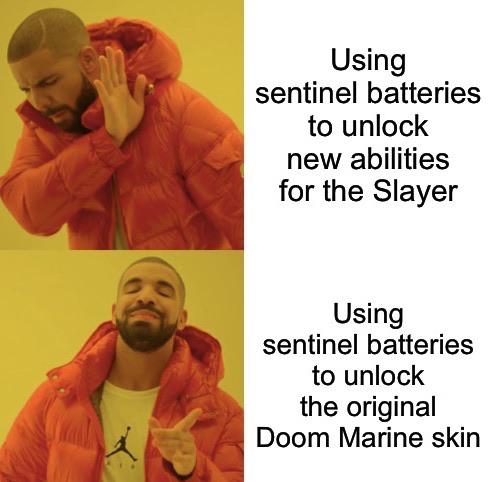 Using
sentinel batteries
to unlock
new abilities
for the Slayer
Using
sentinel batteries
to unlock
the original
Doom Marine skin